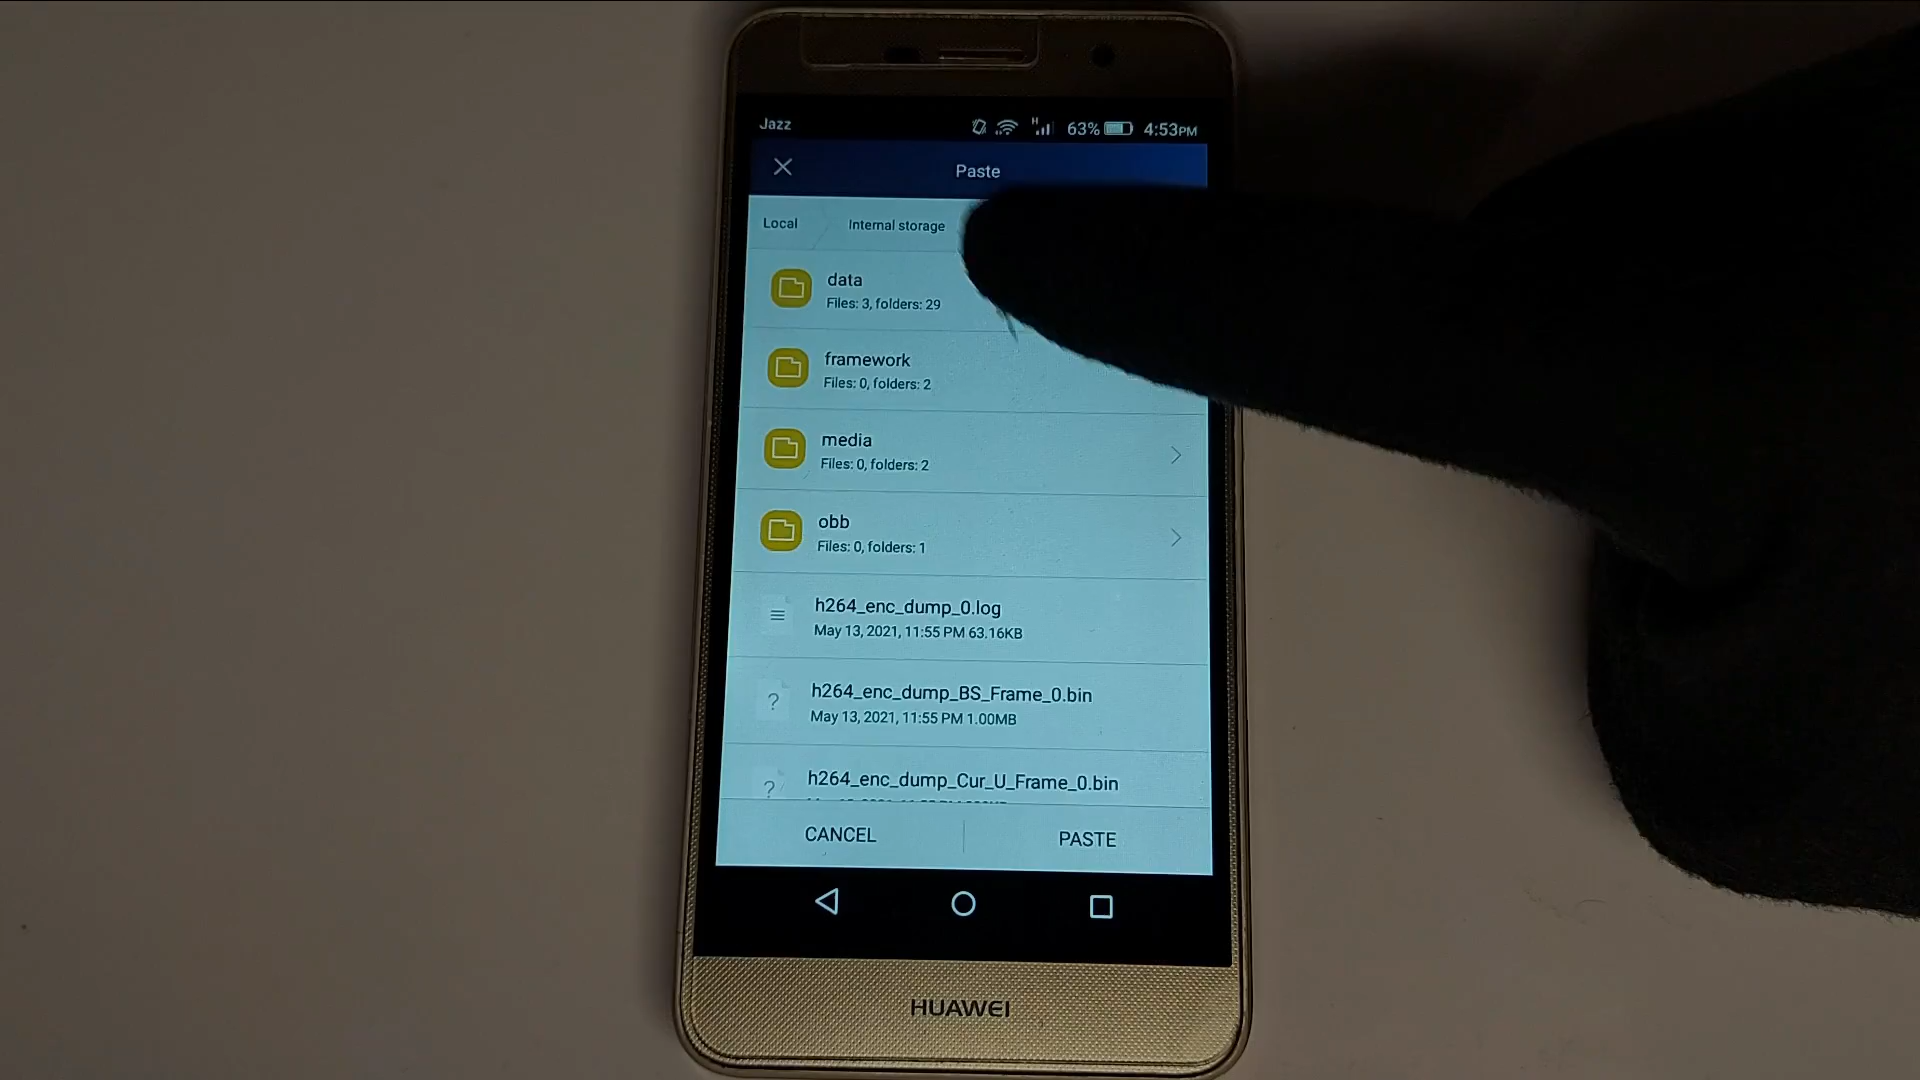 Jazz
H 63% 4:53PM
Paste
Local Internal storage
data
Files: 3, folders: 29
framework
Files: 0, folders: 2
media
Files: 0, folders: 2
obb
Files: 0, folders: 1
h264_enc_dump_0.log
May 13, 2021, 11:55 PM 63.16KB
h264_enc_dump_BS_Frame_0.bin
May 13, 2021, 11:55 PM 1.00MB
h264_enc_dump_Cur_U_Frame_0.bin
CANCEL PASTE
HUAWEI